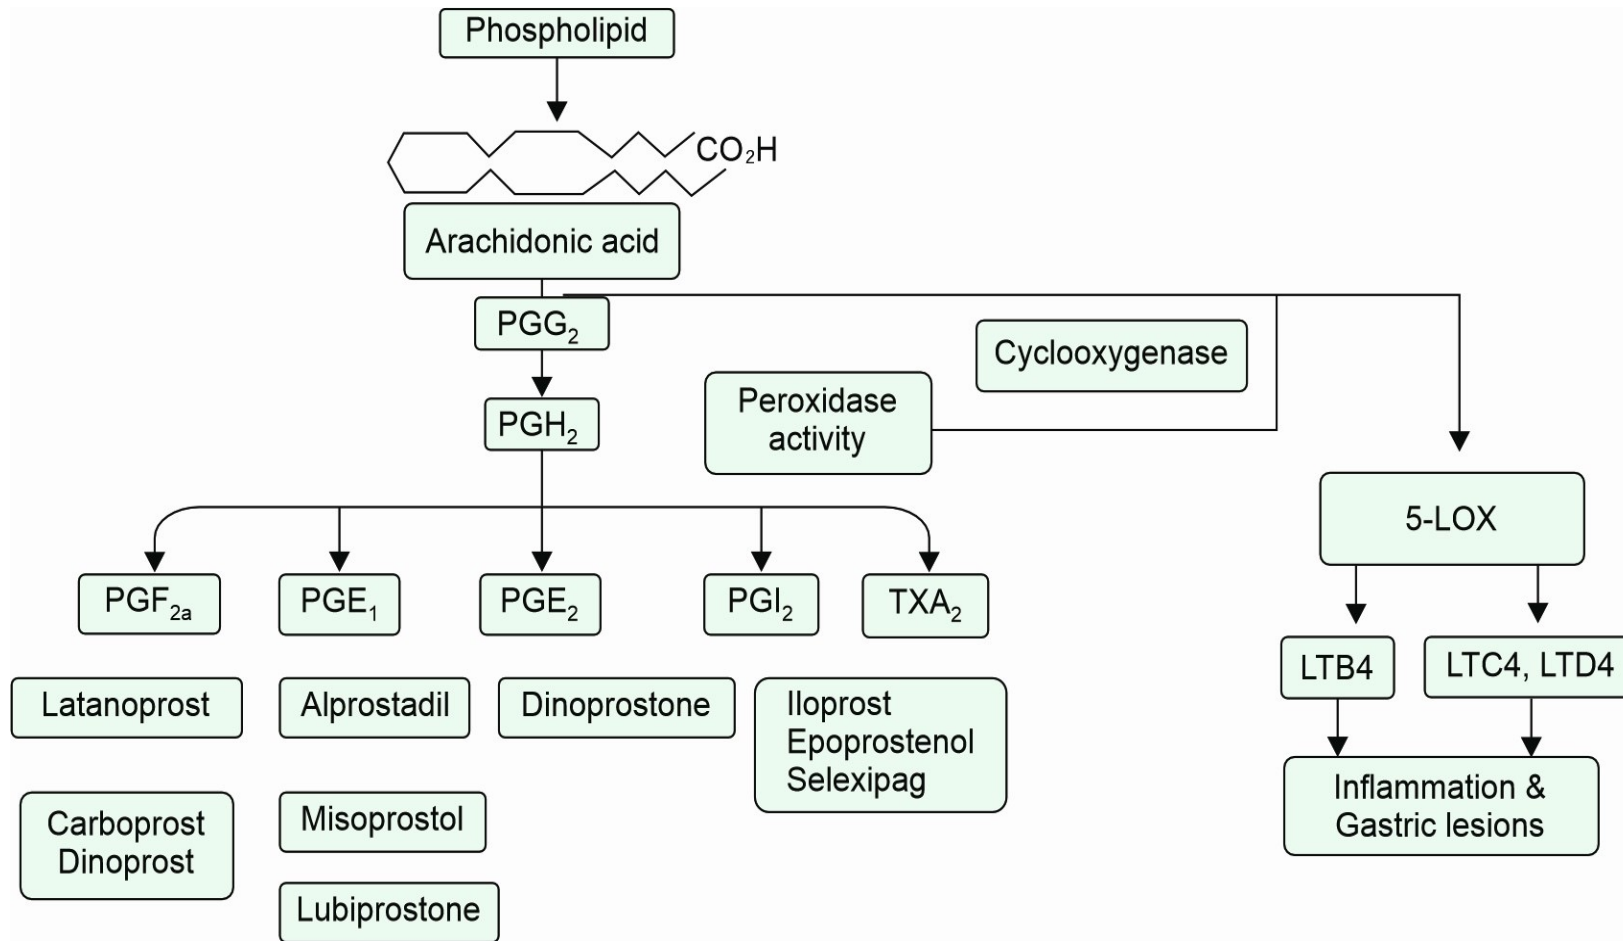 Phospholipid
CO₂H
Arachidonic acid
PGG₂
Cyclooxygenase
Peroxidase
activity
PGH₂
5-LOX
PGF₂ₐ
PGE₁
PGE₂
PGI₂
TXA₂
LTB4
LTC4, LTD4
Latanoprost
Alprostadil
Dinoprostone
Iloprost
Epoprostenol
Selexipag
Carboprost
Dinoprost
Misoprostol
Lubiprostone
Inflammation &
Gastric lesions